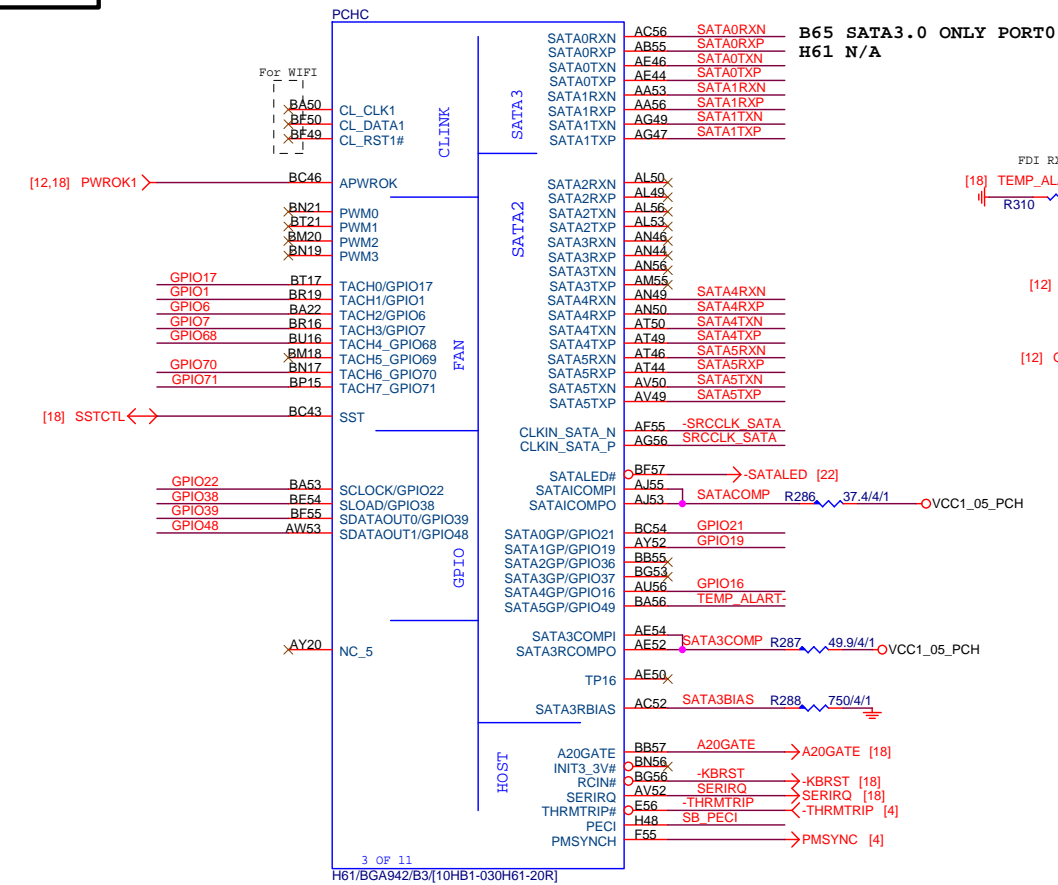 PCHC
B65 SATA3.0 ONLY PORT0
H61 N/A
For WIFI
BA50 CL_CLK1
BF50 CL_DATA1
BF49 CL_RST1#
CLINK
[12,18] PWROK1 BC46 APWROK
BN21 PWM0
BT21 PWM1
BM20 PWM2
BN19 PWM3
GPIO17 BT17 TACH0/GPIO17
GPIO1 BR19 TACH1/GPIO1
GPIO6 BA22 TACH2/GPIO6
GPIO7 BR16 TACH3/GPIO7
GPIO68 BU16 TACH4_GPIO68
BM18 TACH5_GPIO69
GPIO70 BN17 TACH6_GPIO70
GPIO71 BP15 TACH7_GPIO71
FAN
[18] SSTCTL BC43 SST
GPIO22 BA53 SCLOCK/GPIO22
GPIO38 BE54 SLOAD/GPIO38
GPIO39 BF55 SDATAOUT0/GPIO39
GPIO48 AW53 SDATAOUT1/GPIO48
GPIO
AY20 NC_5
SATA3
SATA0RXN AC56 SATA0RXN
SATA0RXP AB55 SATA0RXP
SATA0TXN AE46 SATA0TXN
SATA0TXP AE44 SATA0TXP
SATA1RXN AA53 SATA1RXN
SATA1RXP AA56 SATA1RXP
SATA1TXN AG49 SATA1TXN
SATA1TXP AG47 SATA1TXP
SATA2
SATA2RXN AL50
SATA2RXP AL49
SATA2TXN AL56
SATA2TXP AL53
SATA3RXN AN46
SATA3RXP AN44
SATA3TXN AN56
SATA3TXP AM55
SATA4RXN AN49 SATA4RXN
SATA4RXP AN50 SATA4RXP
SATA4TXN AT50 SATA4TXN
SATA4TXP AT49 SATA4TXP
SATA5RXN AT46 SATA5RXN
SATA5RXP AT44 SATA5RXP
SATA5TXN AV50 SATA5TXN
SATA5TXP AV49 SATA5TXP
CLKIN_SATA_N AF55 -SRCCLK_SATA
CLKIN_SATA_P AG56 SRCCLK_SATA
SATALED# BF57 -SATALED [22]
SATAICOMPI AJ55
SATAICOMPO AJ53 SATACOMP R286 37.4/4/1 VCC1_05_PCH
SATA0GP/GPIO21 BC54 GPIO21
SATA1GP/GPIO19 AY52 GPIO19
SATA2GP/GPIO36 BB55
SATA3GP/GPIO37 BG53
SATA4GP/GPIO16 AU56 GPIO16
SATA5GP/GPIO49 BA56 TEMP_ALART-
SATA3COMPI AE54
SATA3RCOMPO AE52 SATA3COMP R287 49.9/4/1 VCC1_05_PCH
TP16 AE50
SATA3RBIAS AC52 SATA3BIAS R288 750/4/1
HOST
A20GATE BB57 A20GATE A20GATE [18]
INIT3_3V# BN56
RCIN# BG56 -KBRST -KBRST [18]
SERIRQ AV52 SERIRQ SERIRQ [18]
THRMTRIP# E56 -THRMTRIP -THRMTRIP [4]
PECI H48 SB_PECI
PMSYNCH F55 PMSYNC [4]
FDI
[18] TEMP_AL
R310
[12]
[12]
3 OF 11
H61/BGA942/B3/[10HB1-030H61-20R]